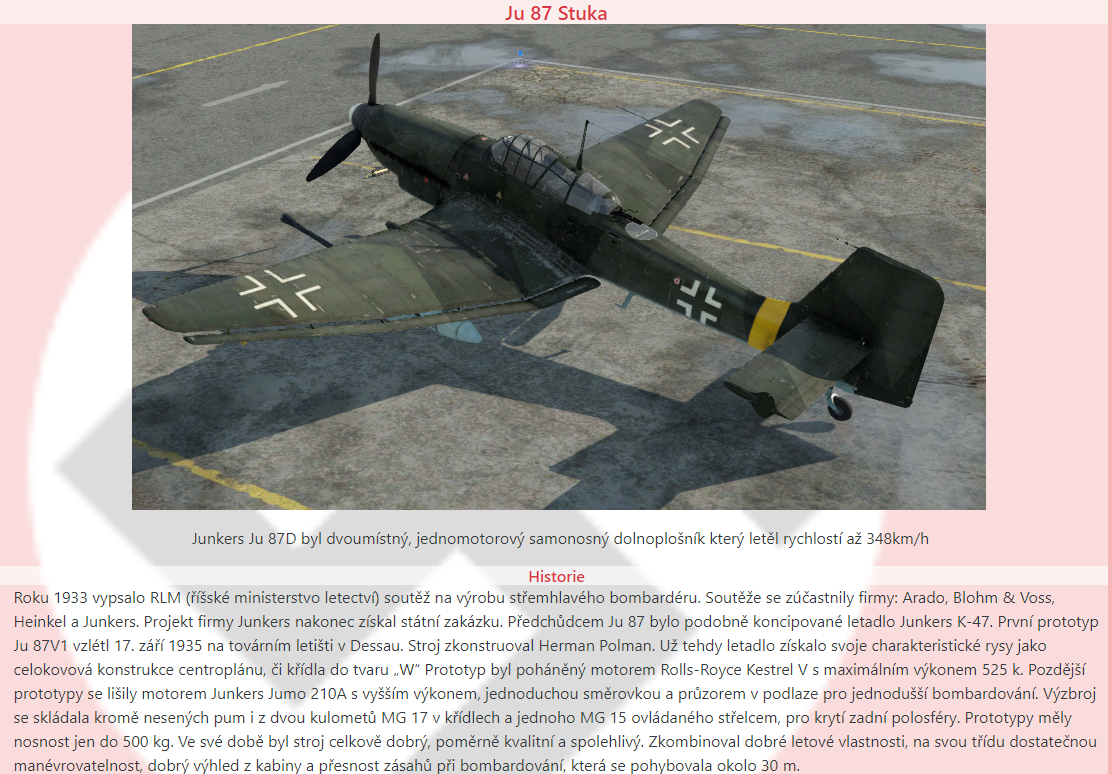 Ju 87 Stuka
Junkers Ju 87D byl dvoumístný, jednomotorový samonosný dolnoplošník který letěl rychlostí až 348km/h
Historie
Roku 1933 vypsalo RLM (říšské ministerstvo letectví) soutěž na výrobu střemhlavého bombardéru. Soutěže se zúčastnily firmy: Arado, Blohm & Voss,
Heinkel a Junkers. Projekt firmy Junkers nakonec získal státní zakázku. Předchůdcem Ju 87 bylo podobně koncipované letadlo Junkers K-47. První prototyp
Ju 87V1 vzlétl 17. září 1935 na továrním letišti v Dessau. Stroj zkonstruoval Herman Polman. Už tehdy letadlo získalo svoje charakteristické rysy jako
celokovová konstrukce centroplánu, či křídla do tvaru „W“ Prototyp byl poháněný motorem Rolls-Royce Kestrel V s maximálním výkonem 525 k. Pozdější
prototypy se lišily motorem Junkers Jumo 210A s vyšším výkonem, jednoduchou směrovkou a průzorem v podlaze pro jednodušší bombardování. Výzbroj
se skládala kromě nesených pum i z dvou kulometů MG 17 v křídlech a jednoho MG 15 ovládaného střelcem, pro krytí zadní polosféry. Prototypy měly
nosnost jen do 500 kg. Ve své době byl stroj celkově dobrý, poměrně kvalitní a spolehlivý. Zkombinoval dobré letové vlastnosti, na svou třídu dostatečnou
manévrovatelnost, dobrý výhled z kabiny a přesnost zásahů při bombardování, která se pohybovala okolo 30 m.